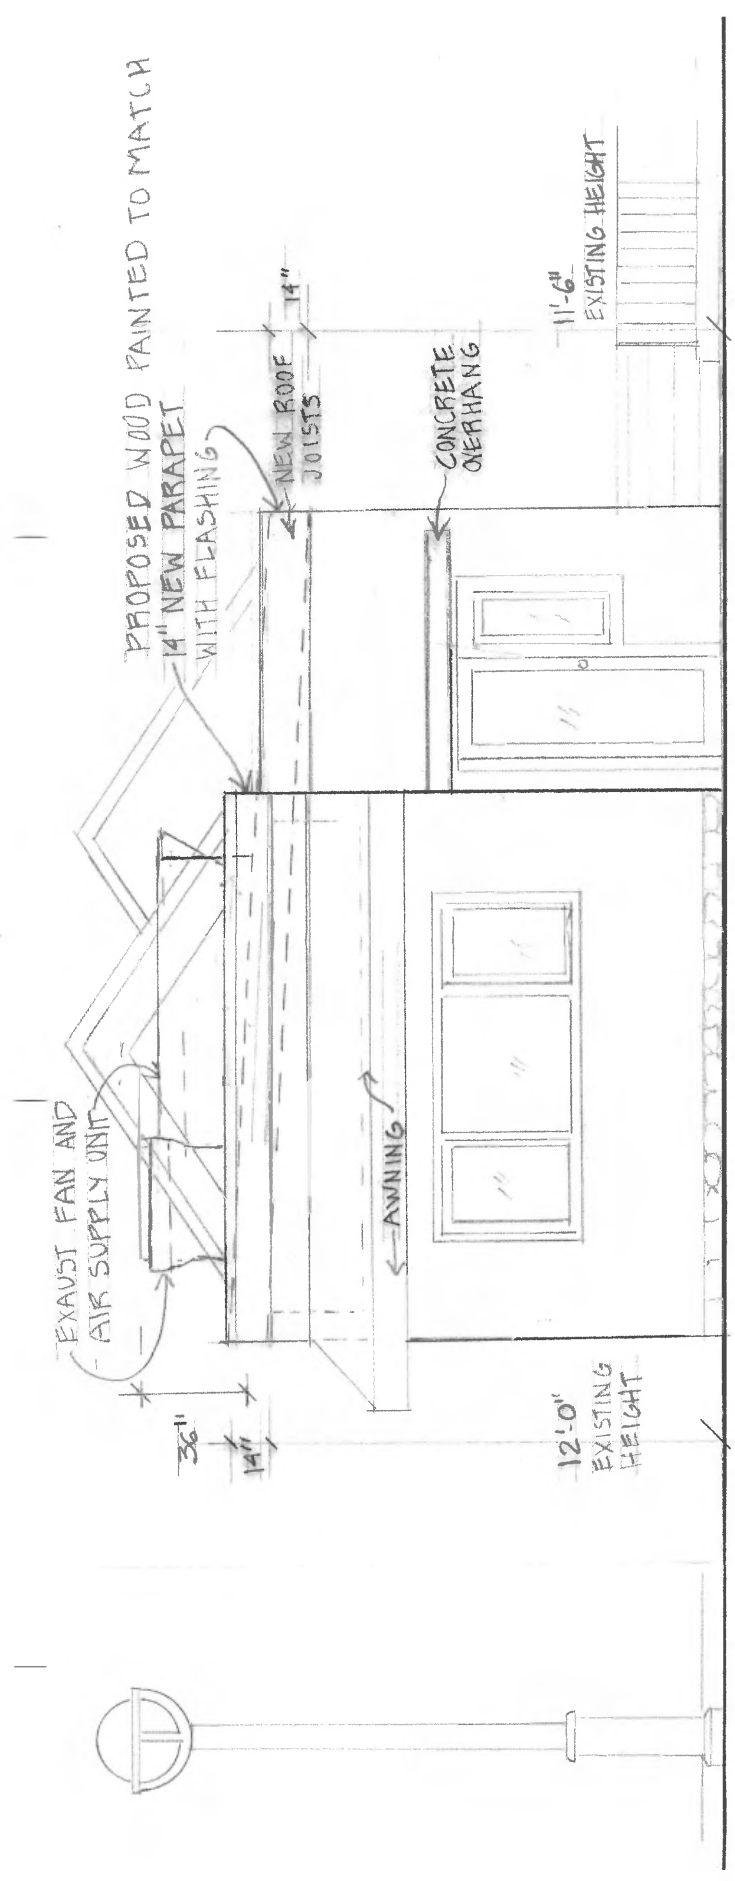 PROPOSED WOOD PAINTED TO MATCH
14" NEW PARAPET
WITH FLASHING
EXAUST FAN AND
AIR SUPPLY UNIT
36"
14"
12'-0"
EXISTING
HEIGHT
AWNING
NEW ROOF
JOISTS
14"
CONCRETE
OVERHANG
11'-6"
EXISTING HEIGHT